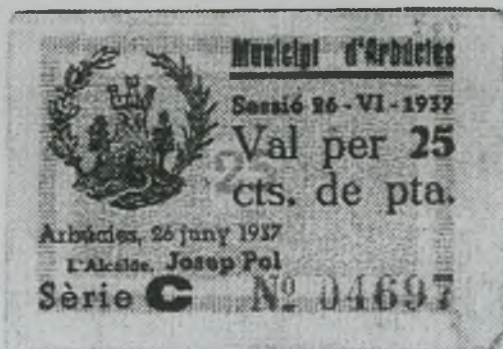 Municipi d'Arbúcies
Sessió 26-VI-1937
Val per 25
cts. de pta.
Arbúcies, 26 juny 1937
L'Alcalde, Josep Pol
Sèrie C Nº 04697